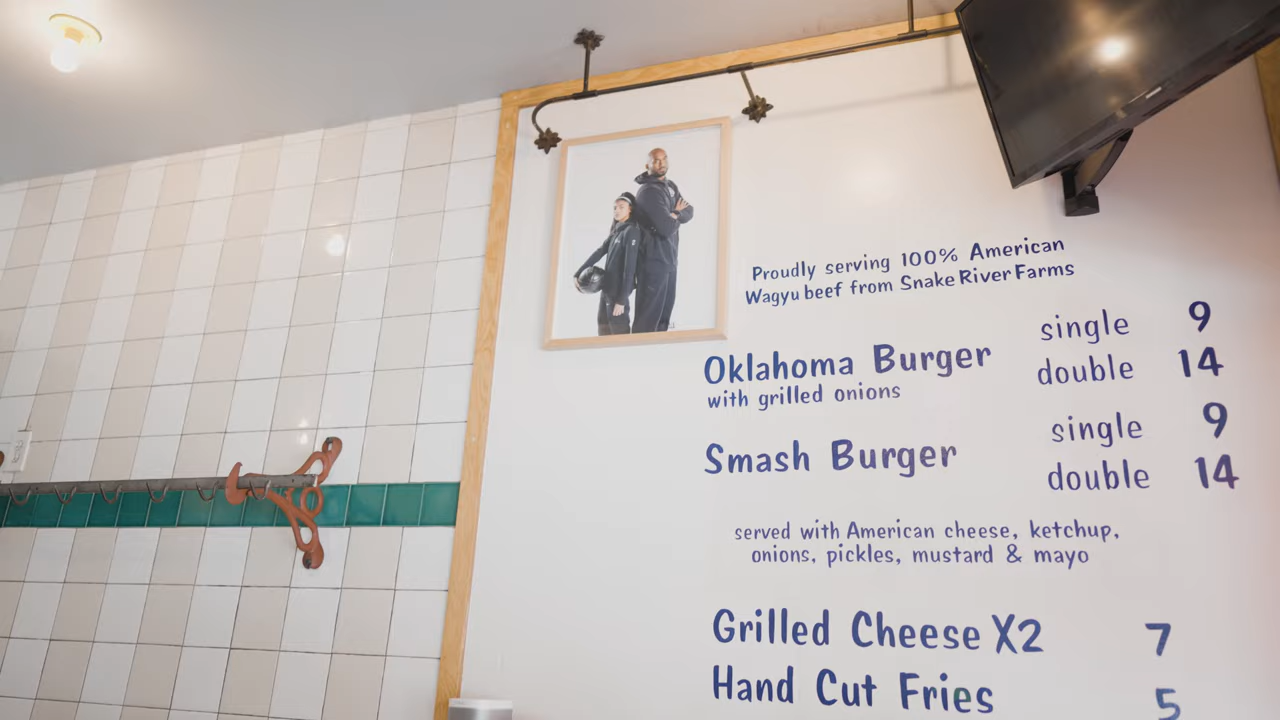 Proudly serving 100% American
Wagyu beef from Snake River Farms
Oklahoma Burger single 9
with grilled onions double 14
Smash Burger single 9
double 14
served with American cheese, ketchup,
onions, pickles, mustard & mayo
Grilled Cheese X2 7
Hand Cut Fries 5